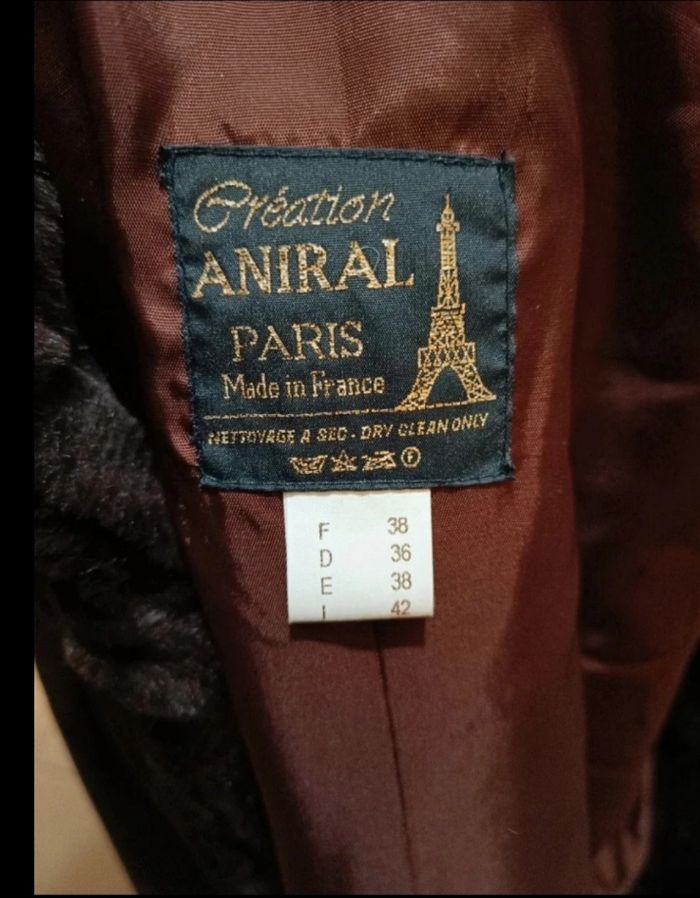 Création
ANIRAL
PARIS
Made in France
NETTOYAGE A SEC - DRY CLEAN ONLY
F
F 38
D 36
E 38
I 42